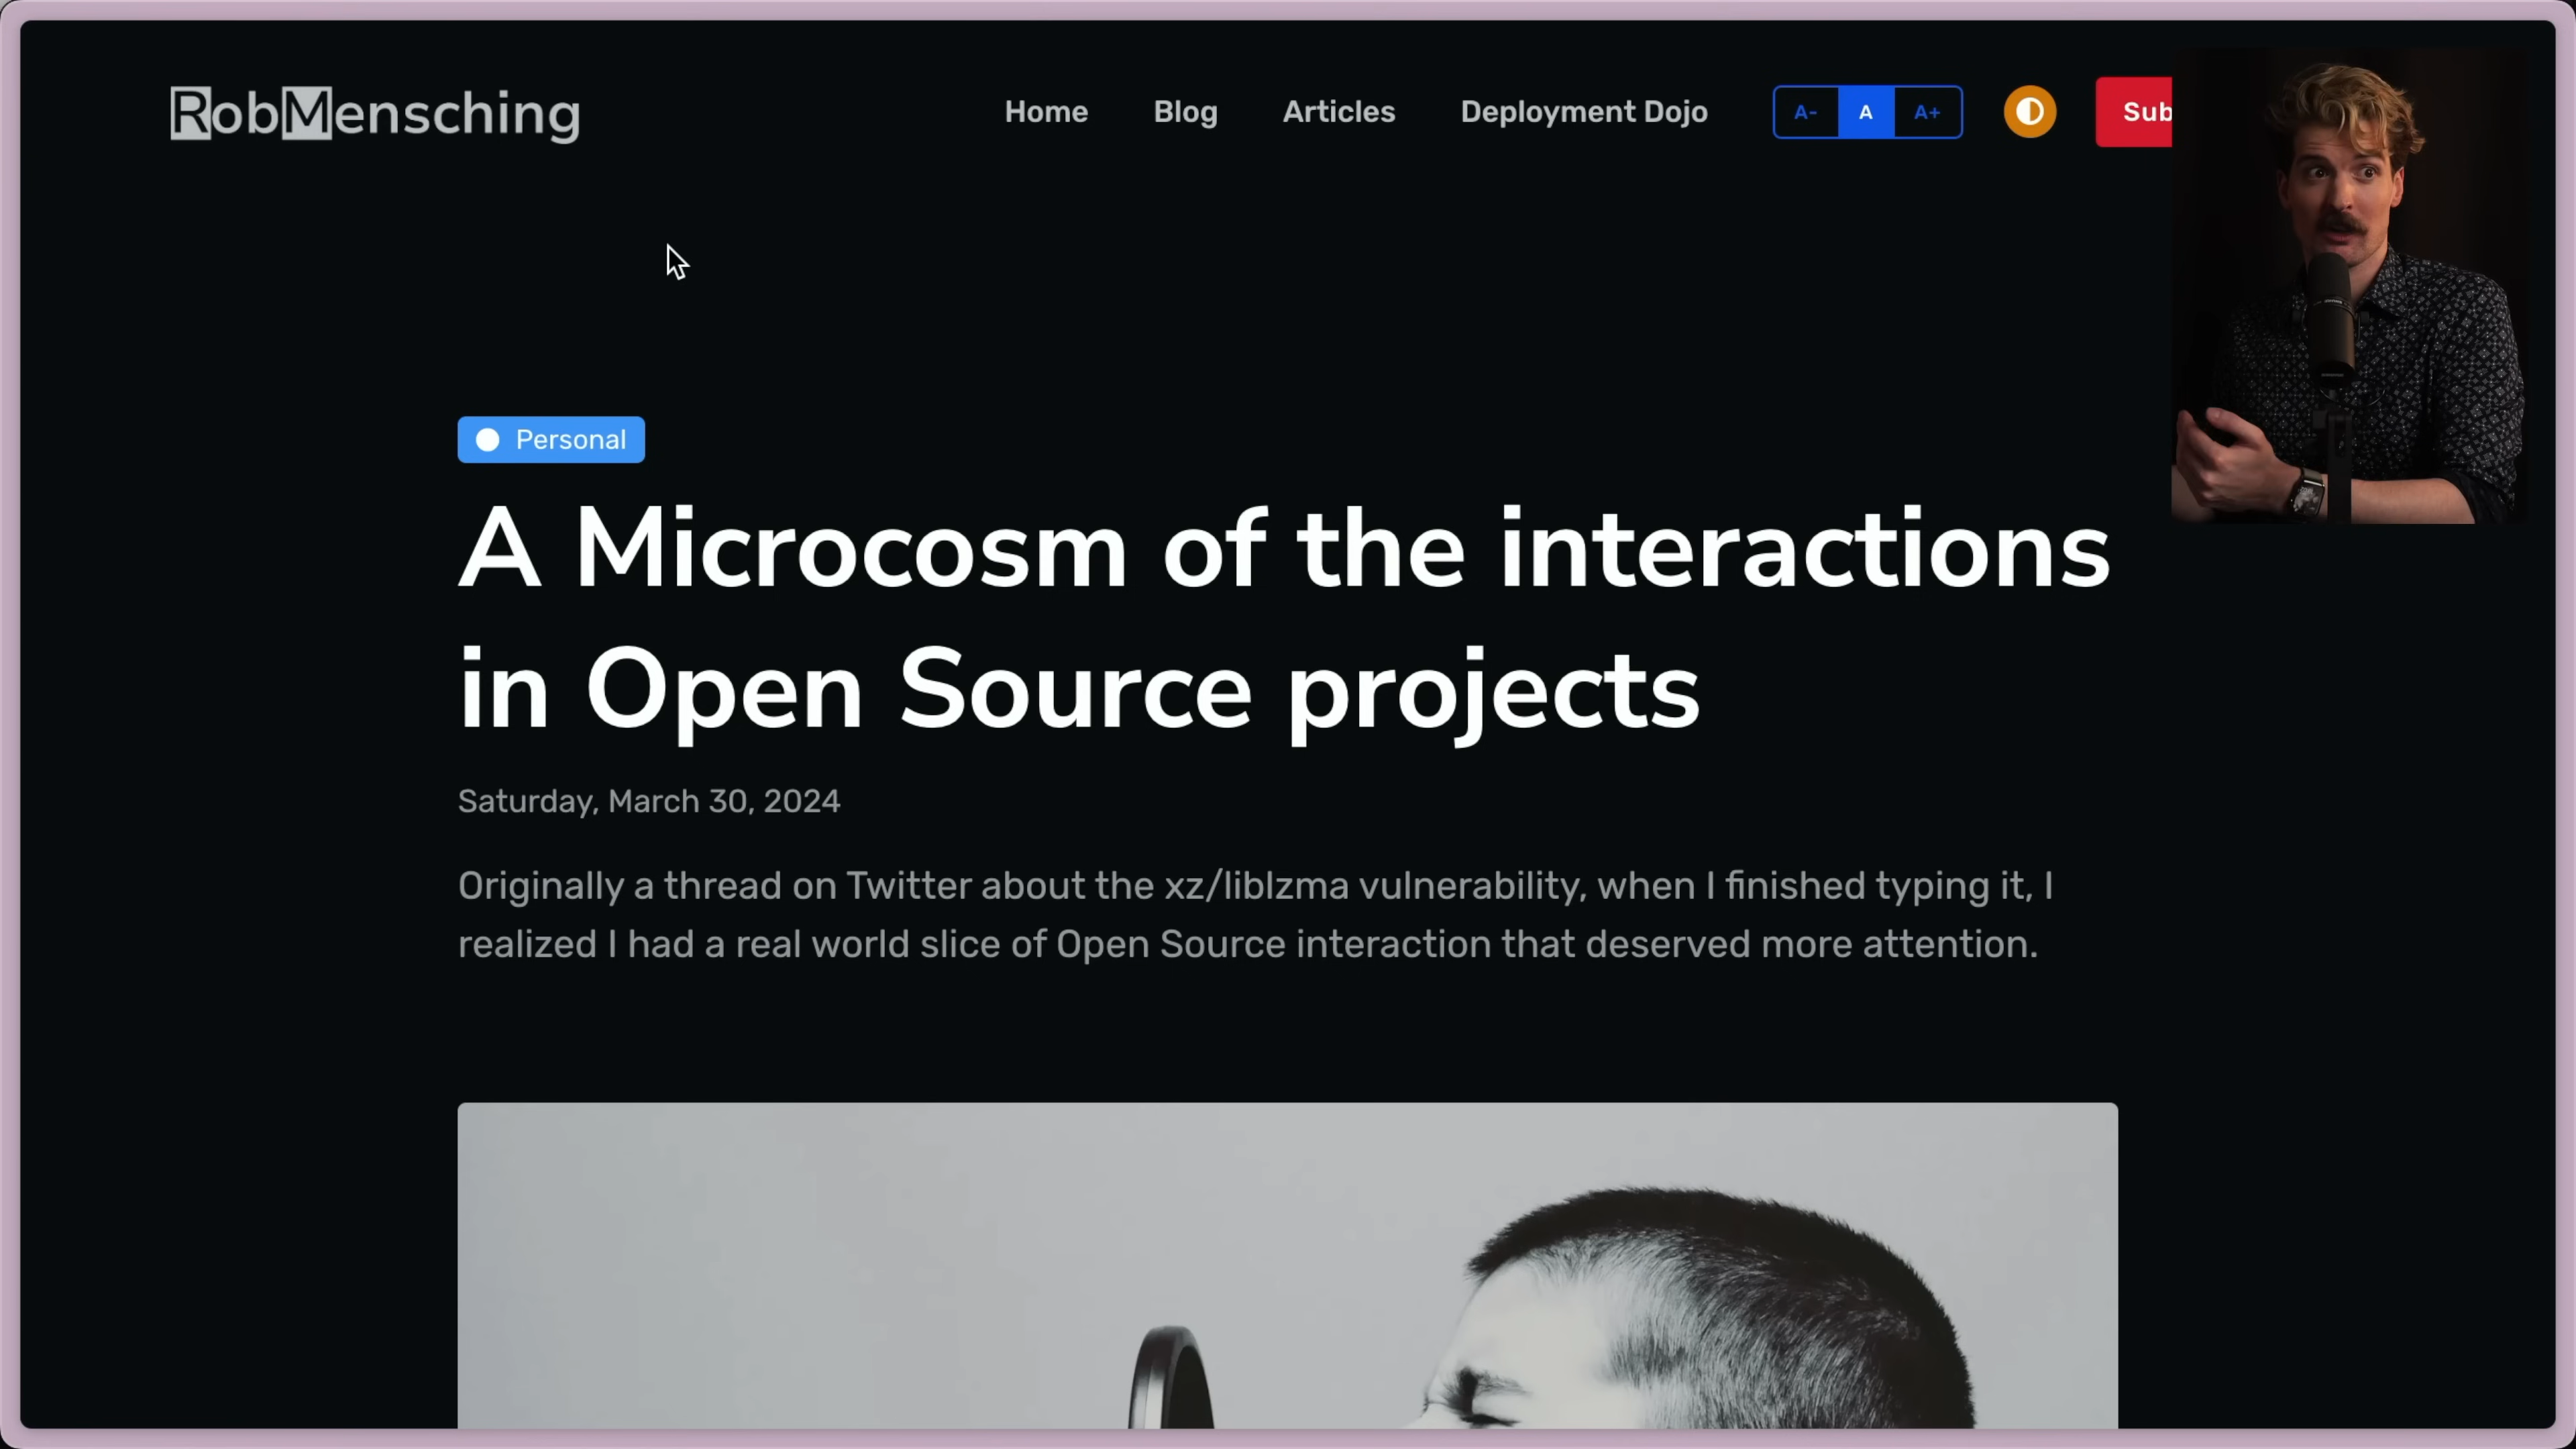 RobMensching
Home
Blog
Articles
Deployment Dojo
A-
A
A+
Sub
Personal
A Microcosm of the interactions
in Open Source projects
Saturday, March 30, 2024
Originally a thread on Twitter about the xz/liblzma vulnerability, when I finished typing it, I
realized I had a real world slice of Open Source interaction that deserved more attention.